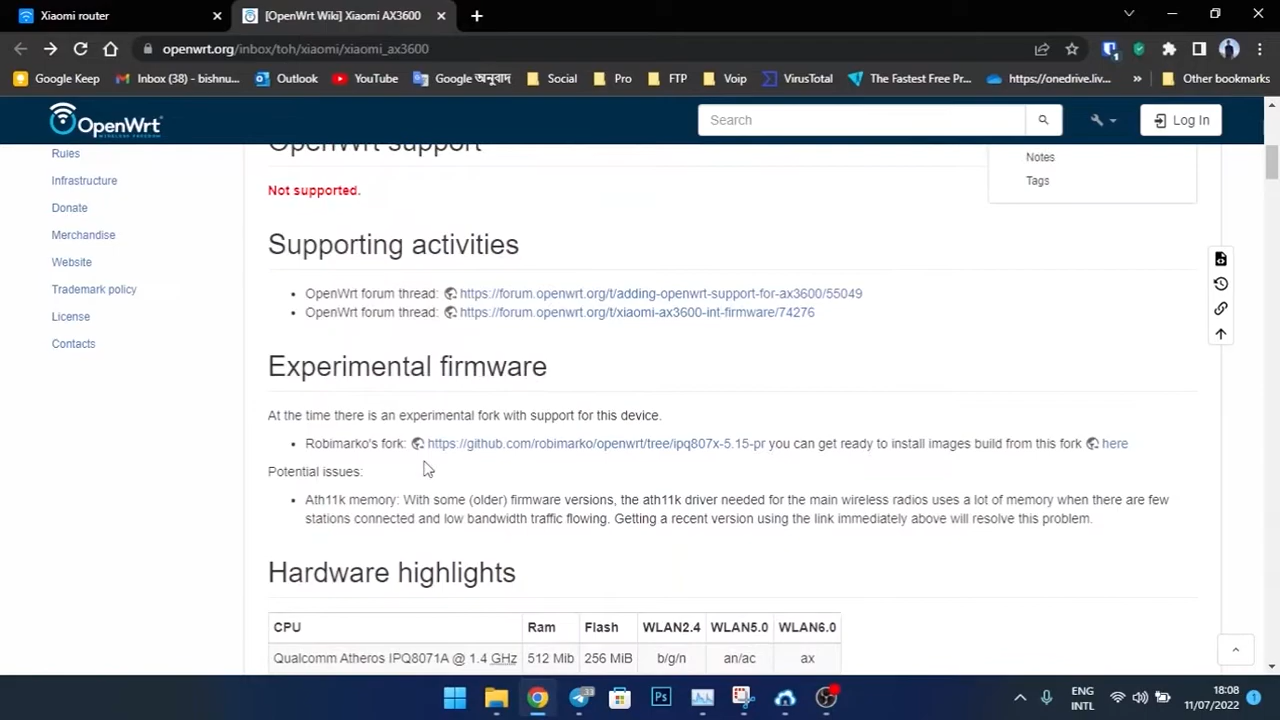 Xiaomi router
[OpenWrt Wiki] Xiaomi AX3600
openwrt.org/inbox/toh/xiaomi/xiaomi_ax3600
Google Keep
Inbox (38) - bishnu...
Outlook
YouTube
Google অনুবাদ
Social
Pro
FTP
Voip
VirusTotal
The Fastest Free Pr...
https://onedrive.liv...
»
Other bookmarks
OpenWrt
WIRELESS FREEDOM
Search
Log In
Rules
Infrastructure
Donate
Merchandise
Website
Trademark policy
License
Contacts
OpenWrt support
Not supported.
Notes
Tags
Supporting activities
• OpenWrt forum thread: https://forum.openwrt.org/t/adding-openwrt-support-for-ax3600/55049
• OpenWrt forum thread: https://forum.openwrt.org/t/xiaomi-ax3600-int-firmware/74276
Experimental firmware
At the time there is an experimental fork with support for this device.
• Robimarko's fork: https://github.com/robimarko/openwrt/tree/ipq807x-5.15-pr you can get ready to install images build from this fork here
Potential issues:
• Ath11k memory: With some (older) firmware versions, the ath11k driver needed for the main wireless radios uses a lot of memory when there are few
stations connected and low bandwidth traffic flowing. Getting a recent version using the link immediately above will resolve this problem.
Hardware highlights
CPU Ram Flash WLAN2.4 WLAN5.0 WLAN6.0
Qualcomm Atheros IPQ8071A @ 1.4 GHz 512 Mib 256 MiB b/g/n an/ac ax
Ps
ENG
INTL
18:08
11/07/2022